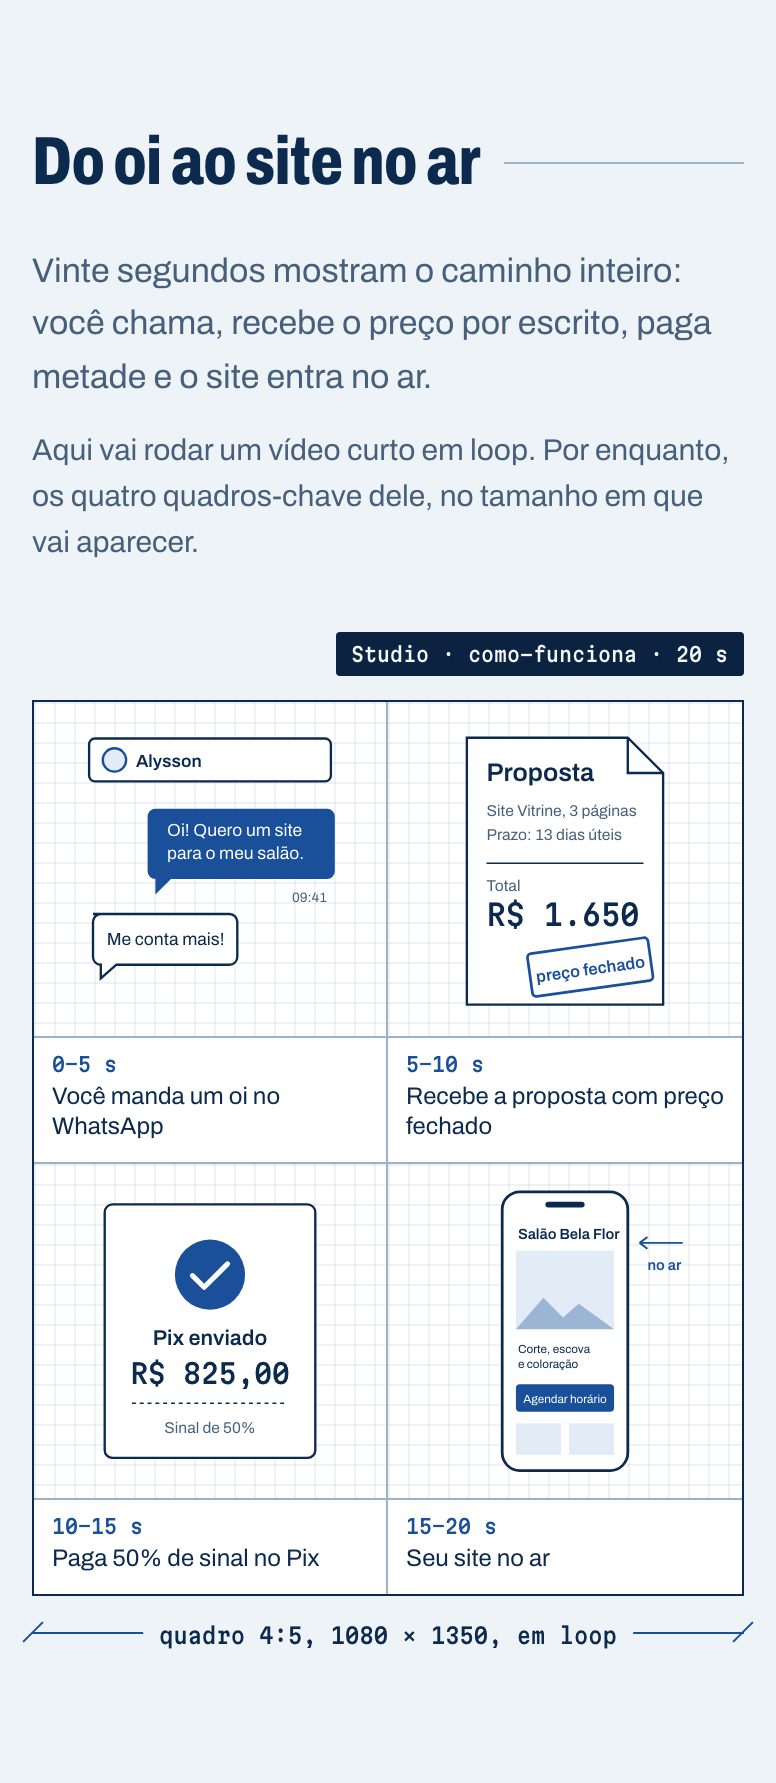 Do oi ao site no ar
Vinte segundos mostram o caminho inteiro:
você chama, recebe o preço por escrito, paga
metade e o site entra no ar.
Aqui vai rodar um vídeo curto em loop. Por enquanto,
os quatro quadros-chave dele, no tamanho em que
vai aparecer.
Studio · como-funciona · 20 s
Alysson
Oi! Quero um site
para o meu salão.
09:41
Me conta mais!
Proposta
Site Vitrine, 3 páginas
Prazo: 13 dias úteis
Total
R$ 1.650
preço fechado
0–5 s
Você manda um oi no
WhatsApp
5–10 s
Recebe a proposta com preço
fechado
Pix enviado
R$ 825,00
Sinal de 50%
Salão Bela Flor
no ar
Corte, escova
e coloração
Agendar horário
10–15 s
Paga 50% de sinal no Pix
15–20 s
Seu site no ar
quadro 4:5, 1080 × 1350, em loop